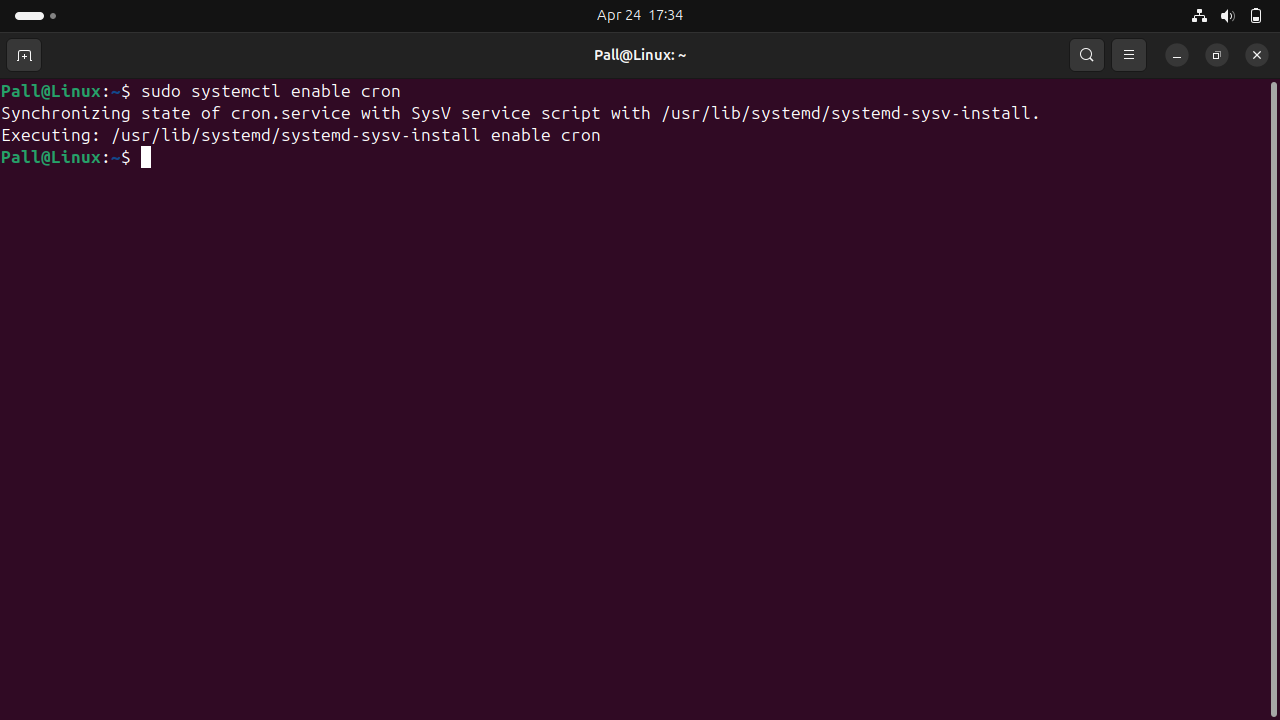 Apr 24 17:34
Pall@Linux: ~
Pall@Linux:~$ sudo systemctl enable cron
Synchronizing state of cron.service with SysV service script with /usr/lib/systemd/systemd-sysv-install.
Executing: /usr/lib/systemd/systemd-sysv-install enable cron
Pall@Linux:~$